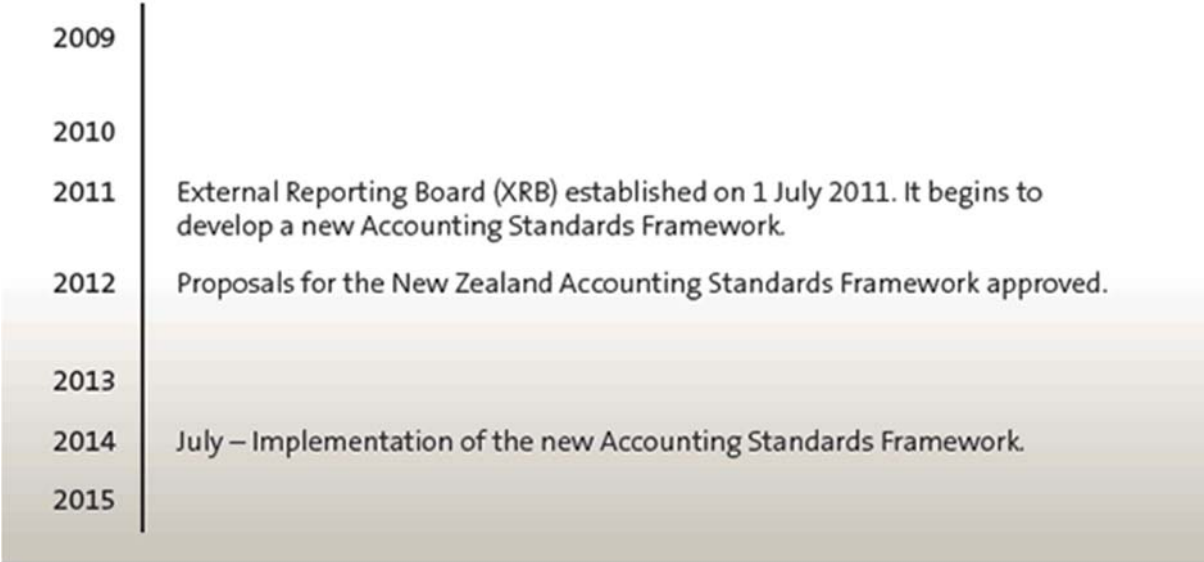 2009
2010
2011 External Reporting Board (XRB) established on 1 July 2011. It begins to
develop a new Accounting Standards Framework.
2012 Proposals for the New Zealand Accounting Standards Framework approved.
2013
2014 July – Implementation of the new Accounting Standards Framework.
2015